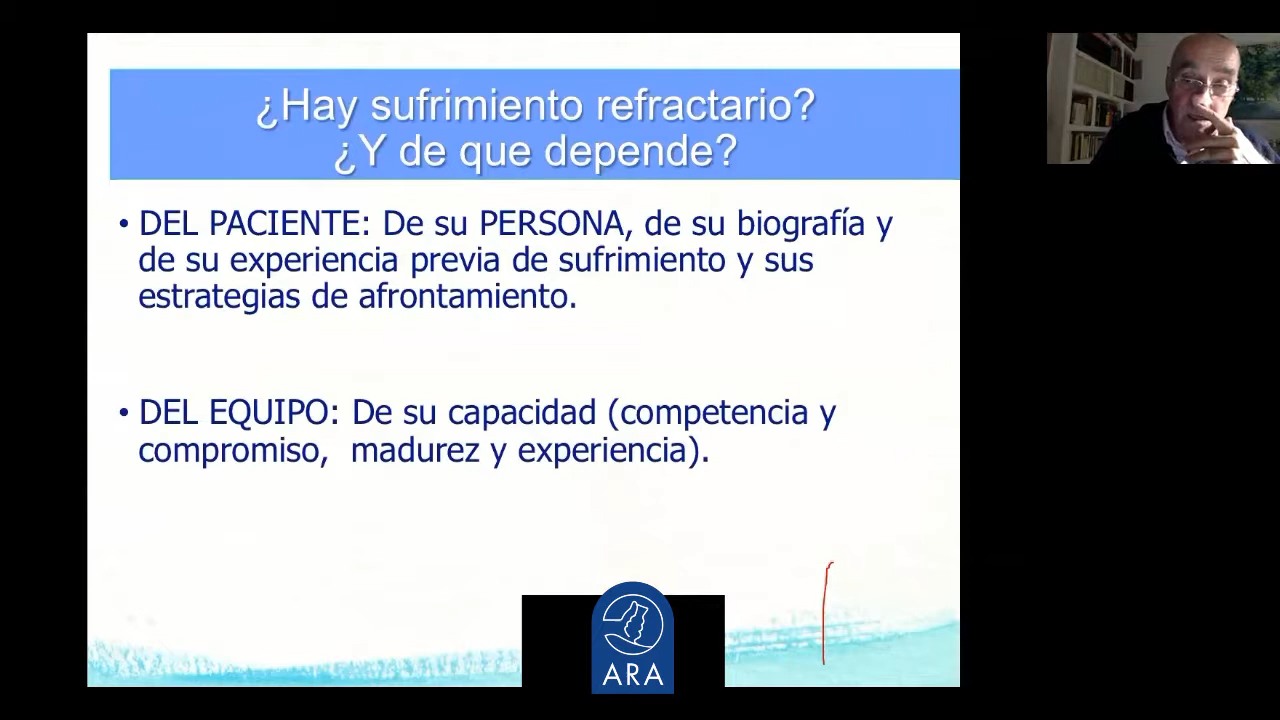 ¿Hay sufrimiento refractario?
¿Y de que depende?
• DEL PACIENTE: De su PERSONA, de su biografía y
de su experiencia previa de sufrimiento y sus
estrategias de afrontamiento.
• DEL EQUIPO: De su capacidad (competencia y
compromiso, madurez y experiencia).
ARA